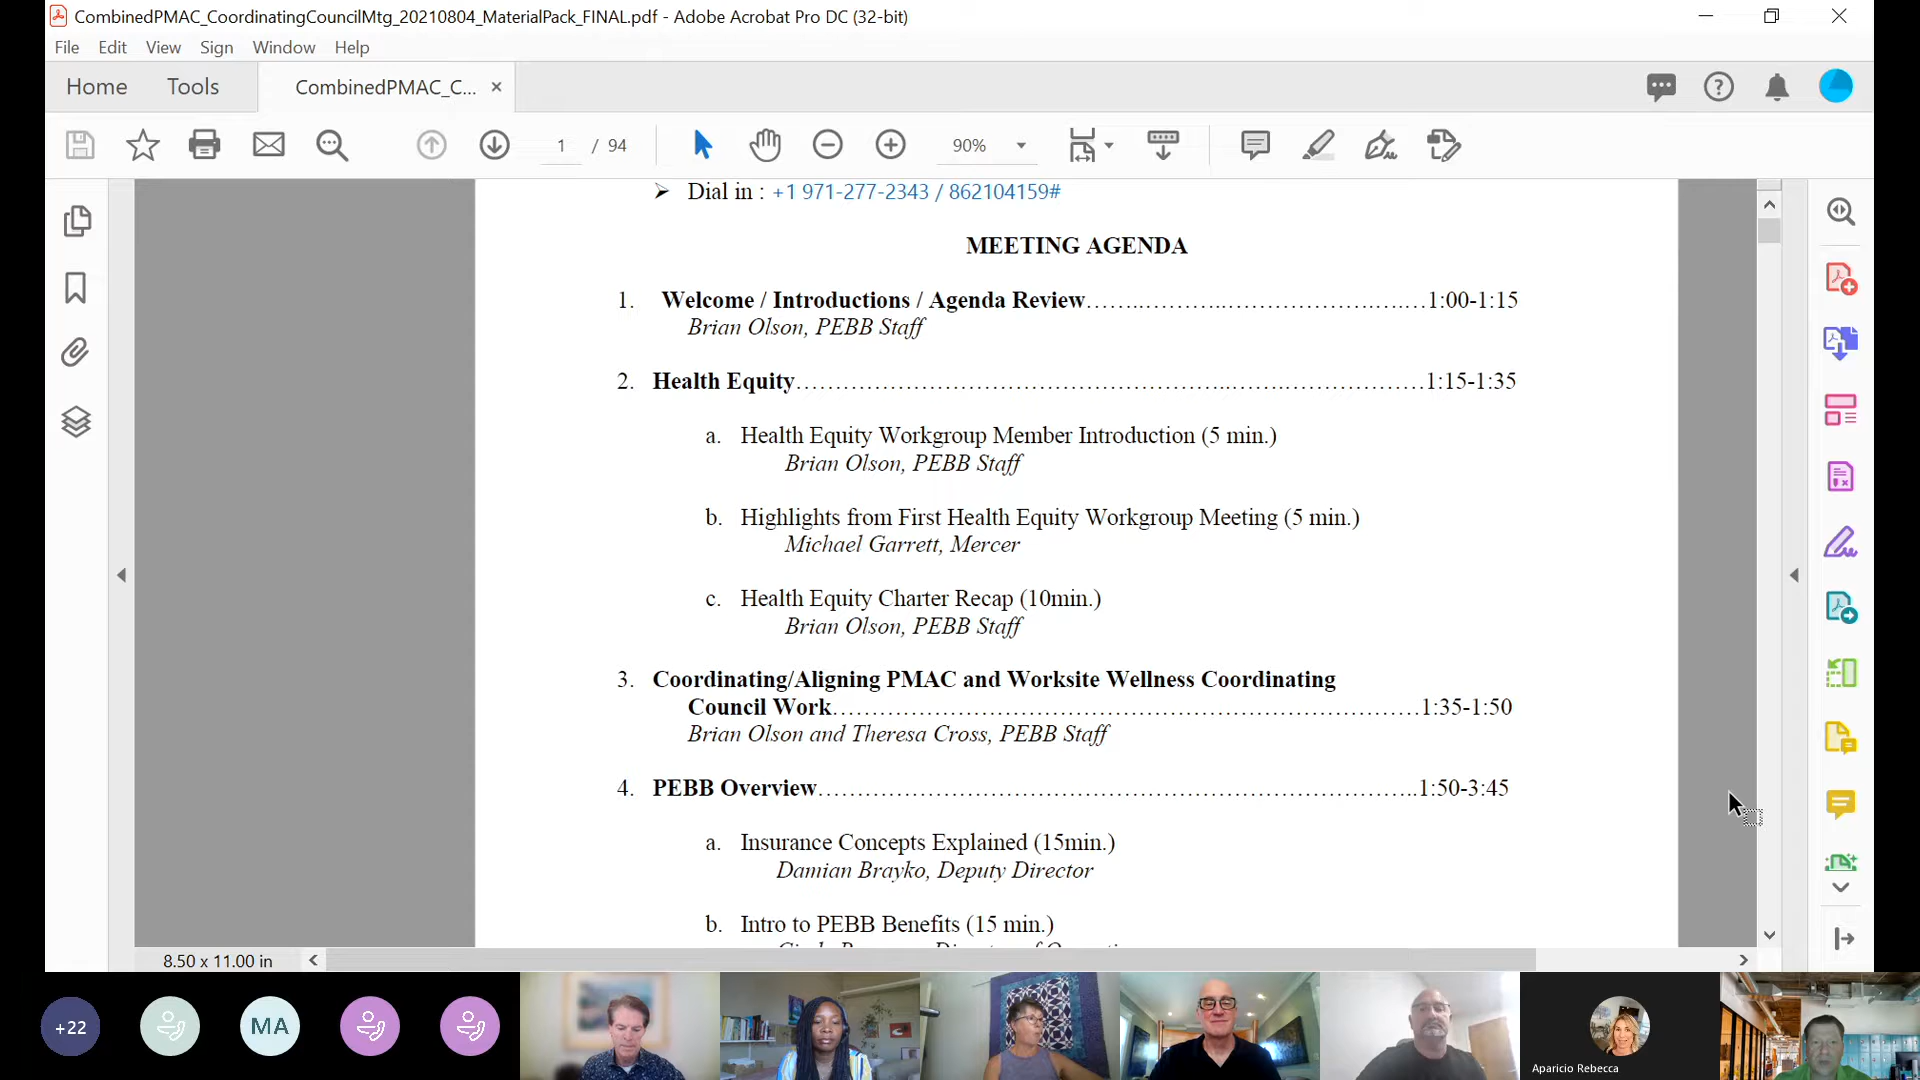 CombinedPMAC_CoordinatingCouncilMtg_20210804_MaterialPack_FINAL.pdf - Adobe Acrobat Pro DC (32-bit)
File Edit View Sign Window Help
Home Tools CombinedPMAC_C... ×
1 / 94 90%
➢ Dial in : +1 971-277-2343 / 862104159#
MEETING AGENDA
1. Welcome / Introductions / Agenda Review……………………………………1:00-1:15
Brian Olson, PEBB Staff
2. Health Equity……………………………………………………………………1:15-1:35
a. Health Equity Workgroup Member Introduction (5 min.)
Brian Olson, PEBB Staff
b. Highlights from First Health Equity Workgroup Meeting (5 min.)
Michael Garrett, Mercer
c. Health Equity Charter Recap (10min.)
Brian Olson, PEBB Staff
3. Coordinating/Aligning PMAC and Worksite Wellness Coordinating
Council Work…………………………………………………………………1:35-1:50
Brian Olson and Theresa Cross, PEBB Staff
4. PEBB Overview…………………………………………………………………..1:50-3:45
a. Insurance Concepts Explained (15min.)
Damian Brayko, Deputy Director
b. Intro to PEBB Benefits (15 min.)
8.50 x 11.00 in
+22 MA
Aparicio Rebecca